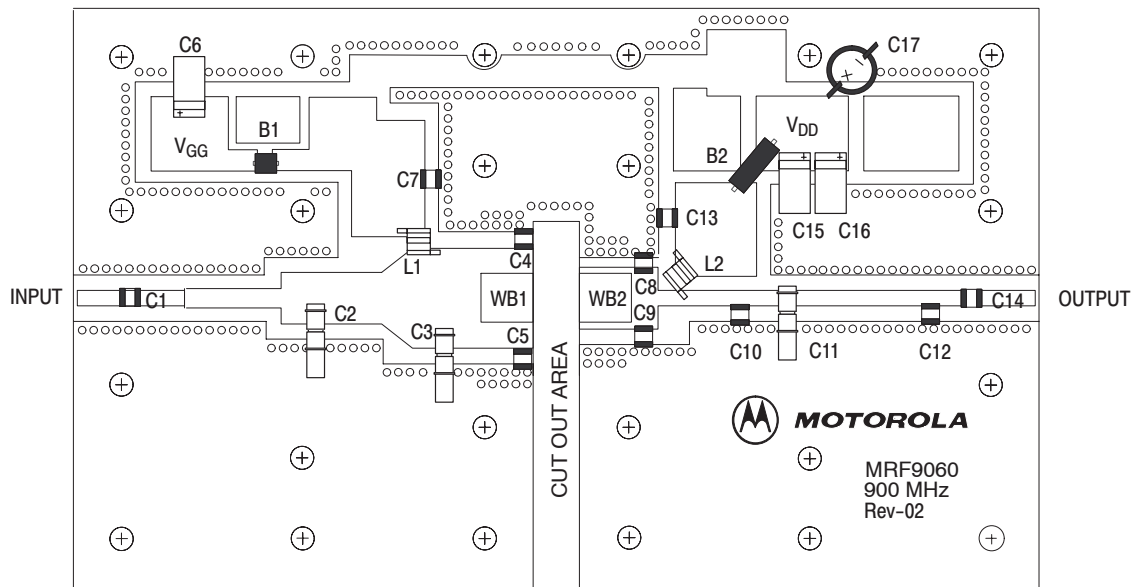 C6
C17
B1
VGG
VDD
B2
C7
C13
C15
C16
L1
C4
L2
C8
INPUT
C1
WB1
WB2
C14
OUTPUT
C2
C3
C5
C9
C10
C11
C12
CUT OUT AREA
MOTOROLA
MRF9060
900 MHz
Rev-02